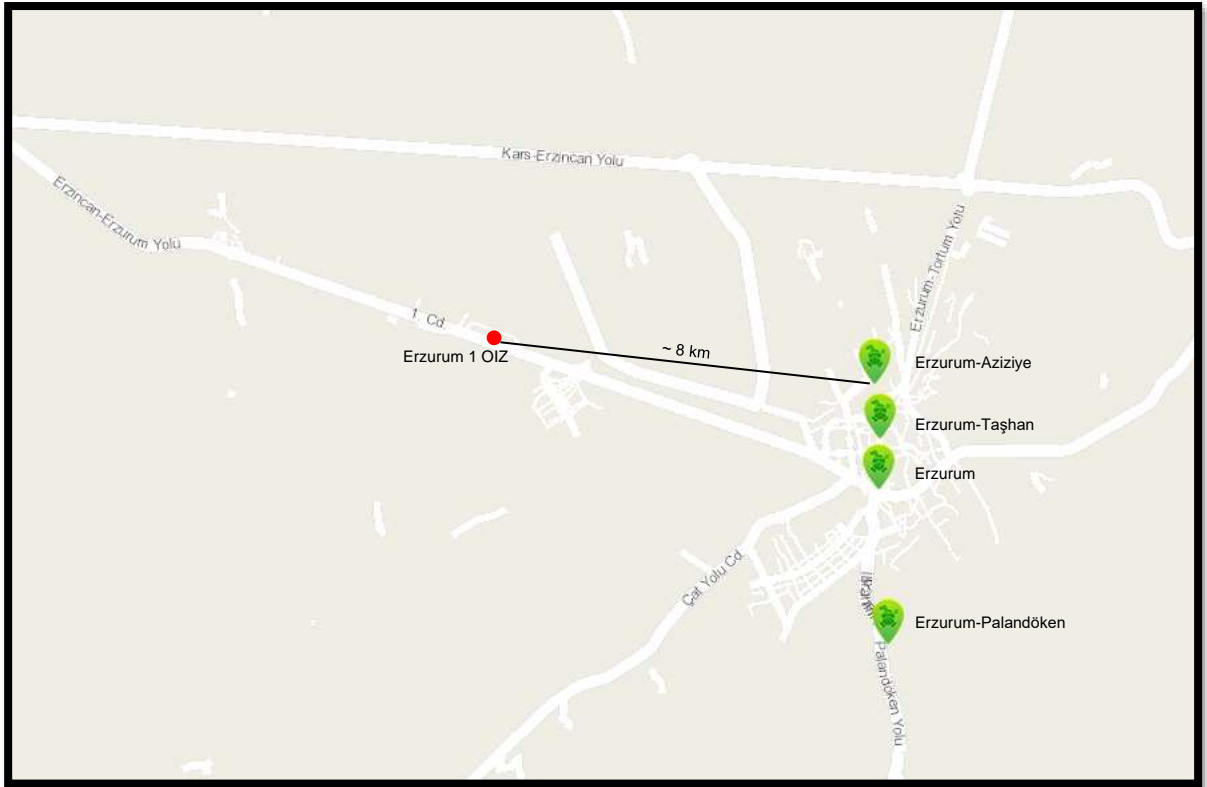 Kars-Erzincan Yolu
Erzincan-Erzurum Yolu
Erzurum-Tortum Yolu
1. Cd.
Erzurum 1 OIZ
~ 8 km
Erzurum-Aziziye
Erzurum-Taşhan
Erzurum
Çat Yolu Cd.
Erzurum-Palandöken
Palandöken Yolu